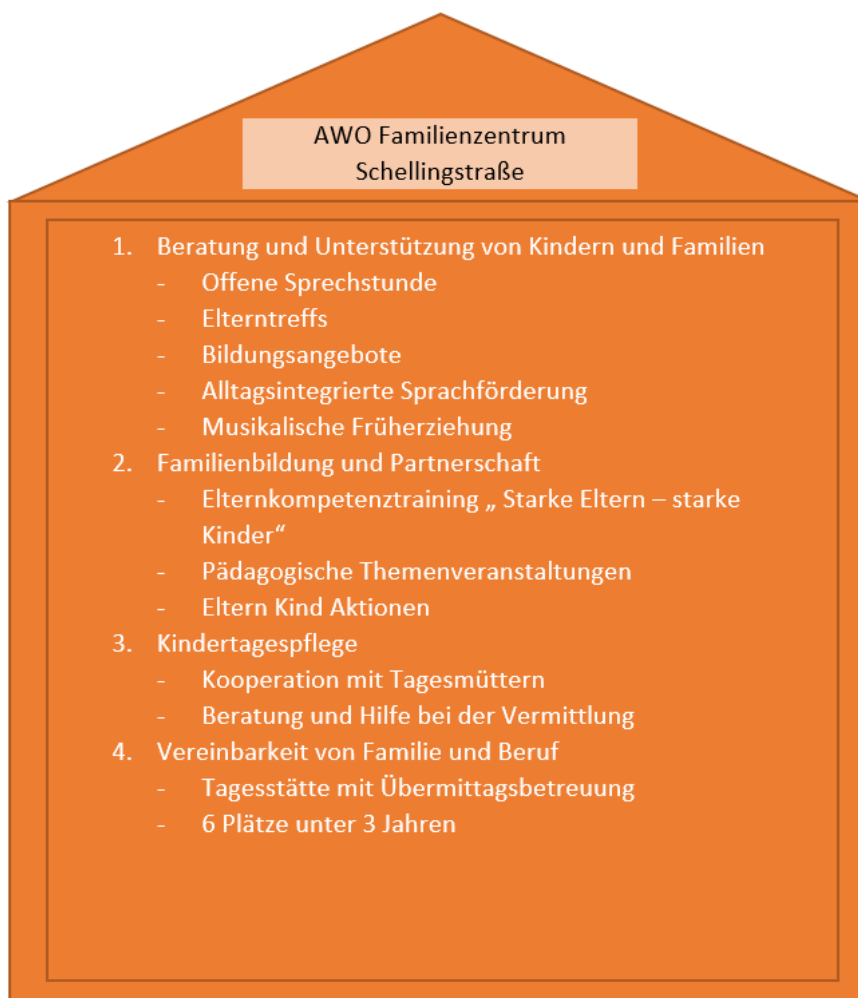 AWO Familienzentrum
Schellingstraße
1. Beratung und Unterstützung von Kindern und Familien
- Offene Sprechstunde
- Elterntreffs
- Bildungsangebote
- Alltagsintegrierte Sprachförderung
- Musikalische Früherziehung
2. Familienbildung und Partnerschaft
- Elternkompetenztraining „ Starke Eltern – starke
Kinder“
- Pädagogische Themenveranstaltungen
- Eltern Kind Aktionen
3. Kindertagespflege
- Kooperation mit Tagesmüttern
- Beratung und Hilfe bei der Vermittlung
4. Vereinbarkeit von Familie und Beruf
- Tagesstätte mit Übermittagsbetreuung
- 6 Plätze unter 3 Jahren